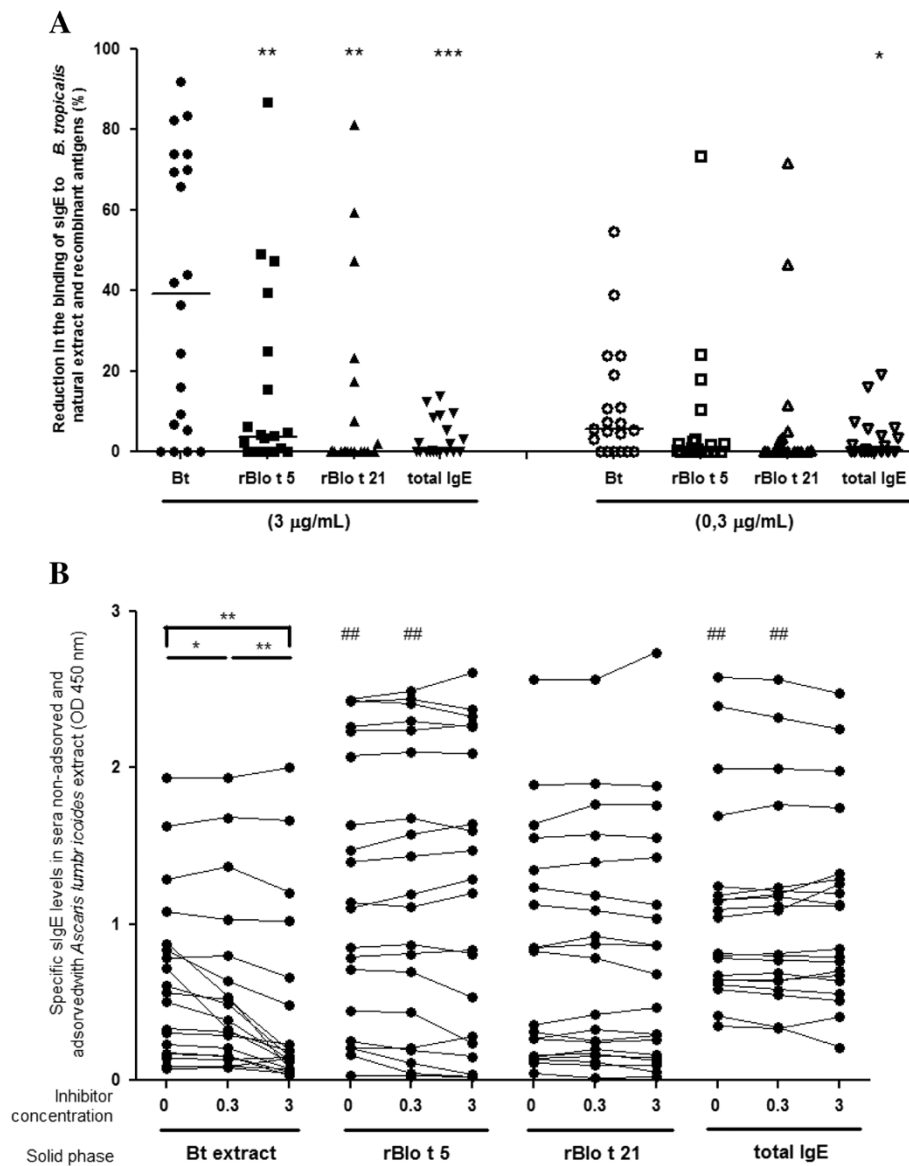 A
Reduction in the binding of sIgE to B. tropicalis
natural extract and recombinant antigens (%)
100
80
60
40
20
0
** ** *** *
Bt rBlo t 5 rBlo t 21 total IgE Bt rBlo t 5 rBlo t 21 total IgE
(3 µg/mL) (0,3 µg/mL)
B
Specific sIgE levels in sera non-adsorved and
adsorvedwith Ascaris lumbr icoides extract (OD 450 nm)
3
2
1
0
**
* **
## ## ## ##
Inhibitor
concentration
0 0.3 3 0 0.3 3 0 0.3 3 0 0.3 3
Solid phase Bt extract rBlo t 5 rBlo t 21 total IgE